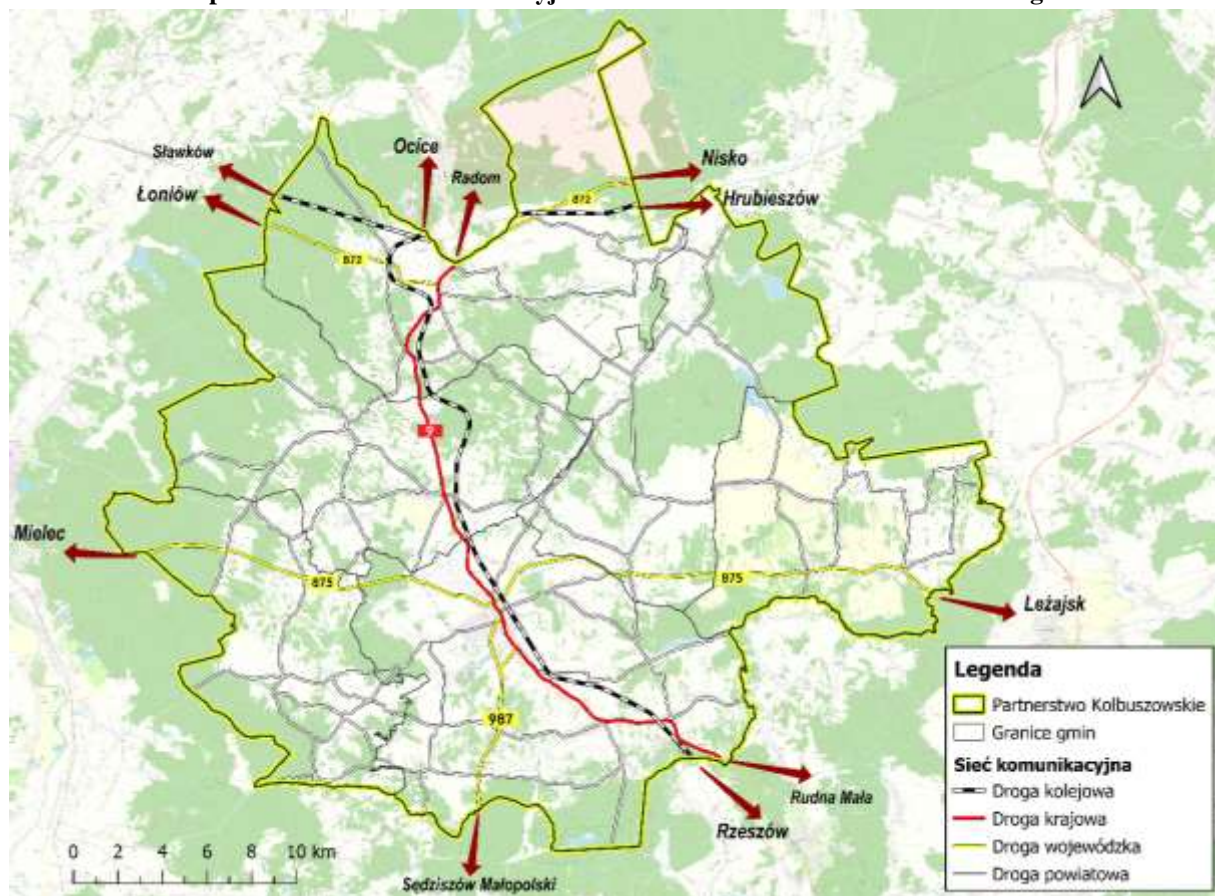 Ocice
Sławków
Radom
Nisko
Łoniów
Hrubieszów
872
872
9
Mielec
875
875
Leżajsk
987
Rudna Mała
Rzeszów
Sędziszów Małopolski
0 2 4 6 8 10 km
Legenda
Partnerstwo Kolbuszowskie
Granice gmin
Sieć komunikacyjna
Droga kolejowa
Droga krajowa
Droga wojewódzka
Droga powiatowa